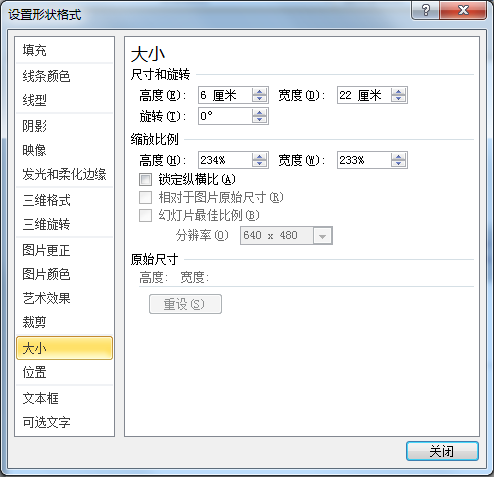 设置形状格式
填充
线条颜色
线型
阴影
映像
发光和柔化边缘
三维格式
三维旋转
图片更正
图片颜色
艺术效果
裁剪
大小
位置
文本框
可选文字
大小
尺寸和旋转
高度(E): 6 厘米 宽度(D): 22 厘米
旋转(T): 0°
缩放比例
高度(H): 234% 宽度(W): 233%
锁定纵横比(A)
相对于图片原始尺寸(R)
幻灯片最佳比例(B)
分辨率(O) 640 x 480
原始尺寸
高度: 宽度:
重设(S)
关闭